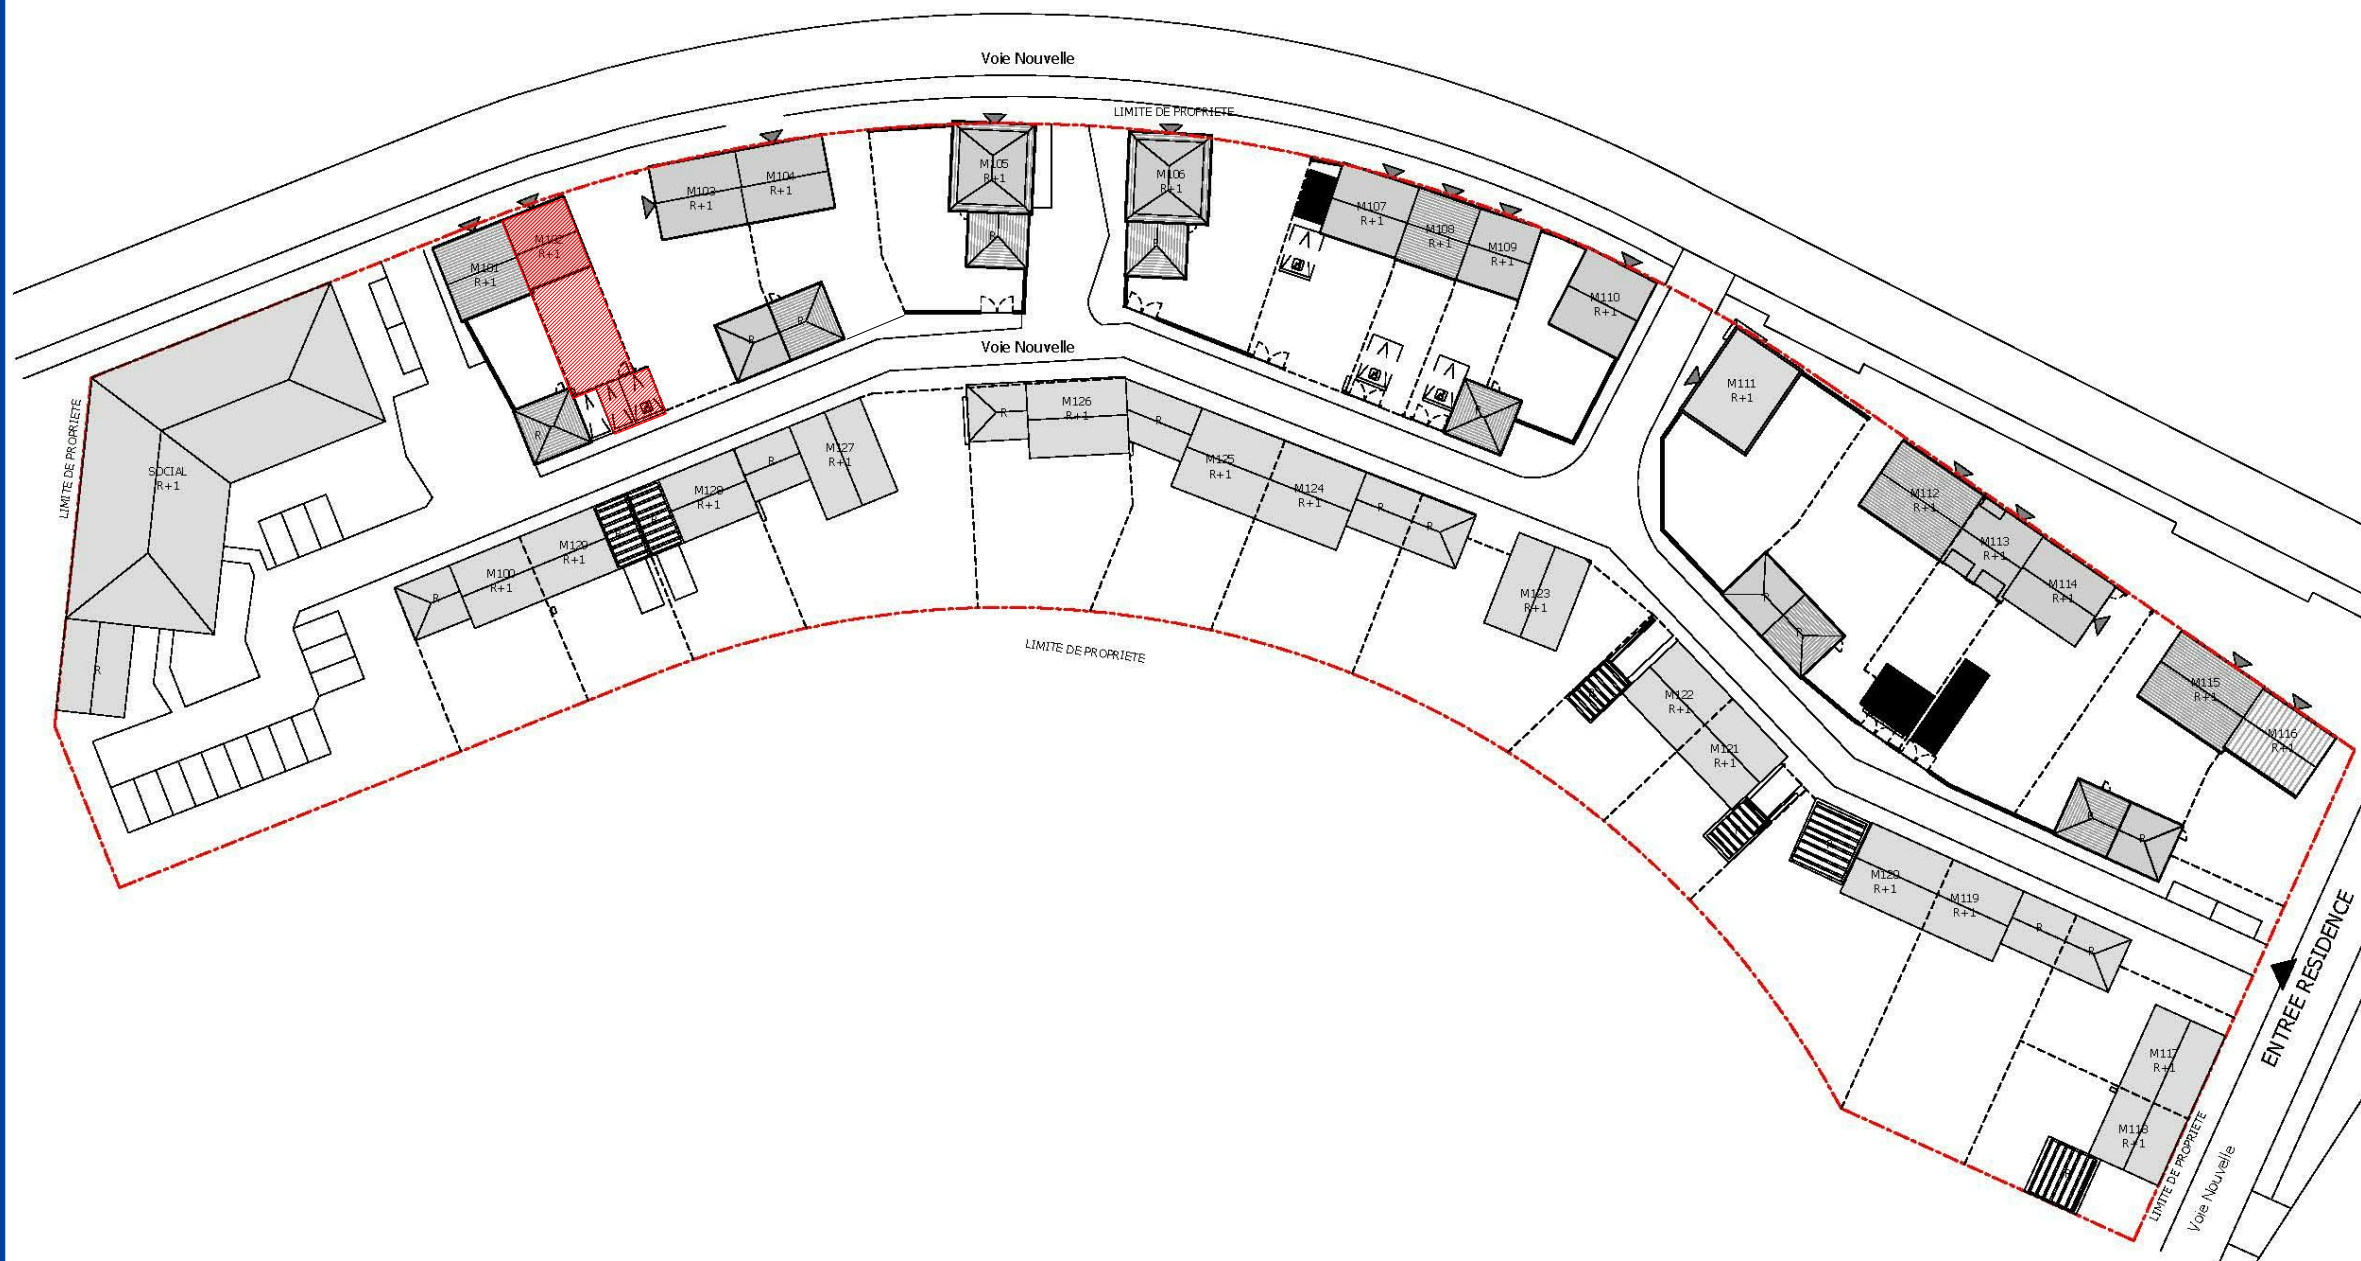 Voie Nouvelle
LIMITE DE PROPRIETE
M105
R+1
M106
R+1
M104
R+1
M103
R+1
M107
R+1
M108
R+1
M109
R+1
M102
R+1
M101
R+1
M110
R+1
R
R
R
R
Voie Nouvelle
M111
R+1
LIMITE DE PROPRIETE
SOCIAL
R+1
R
R
R
M126
R+1
R
M127
R+1
R
M128
R+1
M125
R+1
M124
R+1
R
R
M112
R+1
M113
R+1
M114
R+1
M129
R+1
M100
R+1
R
M123
R+1
R
R
LIMITE DE PROPRIETE
R
M122
R+1
M121
R+1
M115
R+1
M116
R+1
R
R
M120
R+1
M119
R+1
R
R
ENTREE RESIDENCE
M117
R+1
M118
R+1
LIMITE DE PROPRIETE
Voie Nouvelle